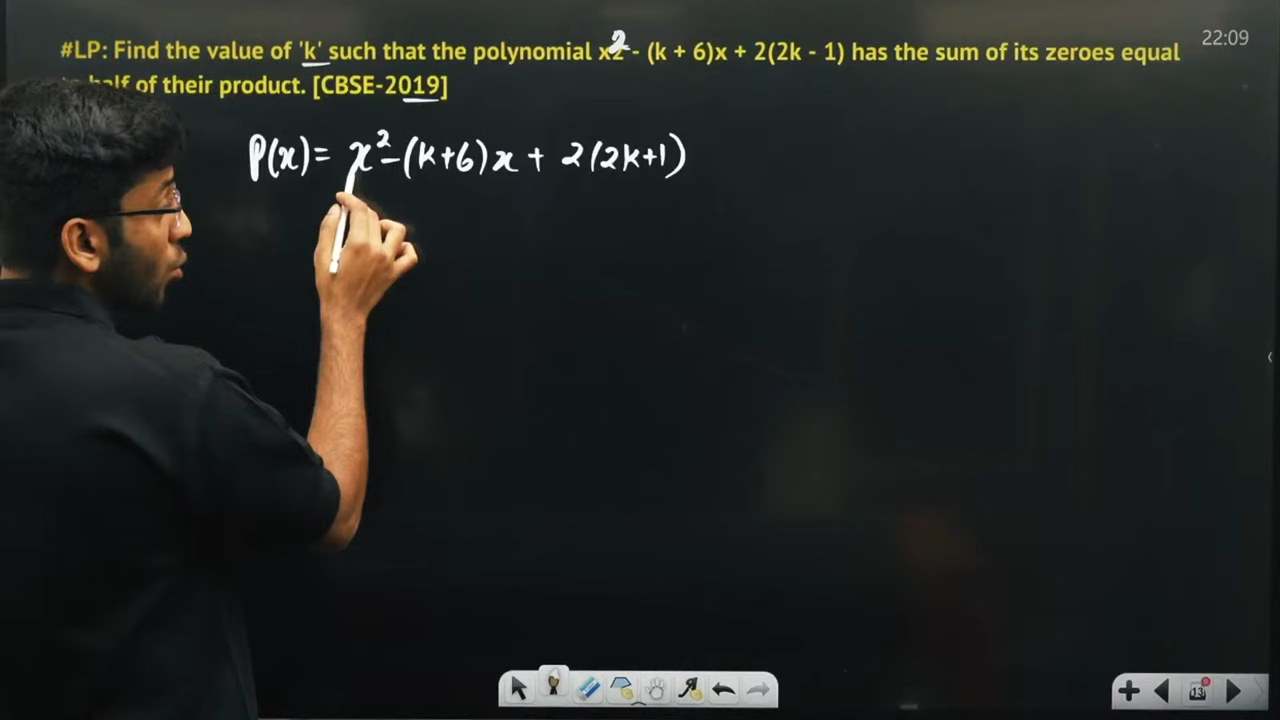 22:09
#LP: Find the value of 'k' such that the polynomial x2 - (k + 6)x + 2(2k - 1) has the sum of its zeroes equal
half of their product. [CBSE-2019]
P(x) = x² - (k+6)x + 2(2k+1)
13